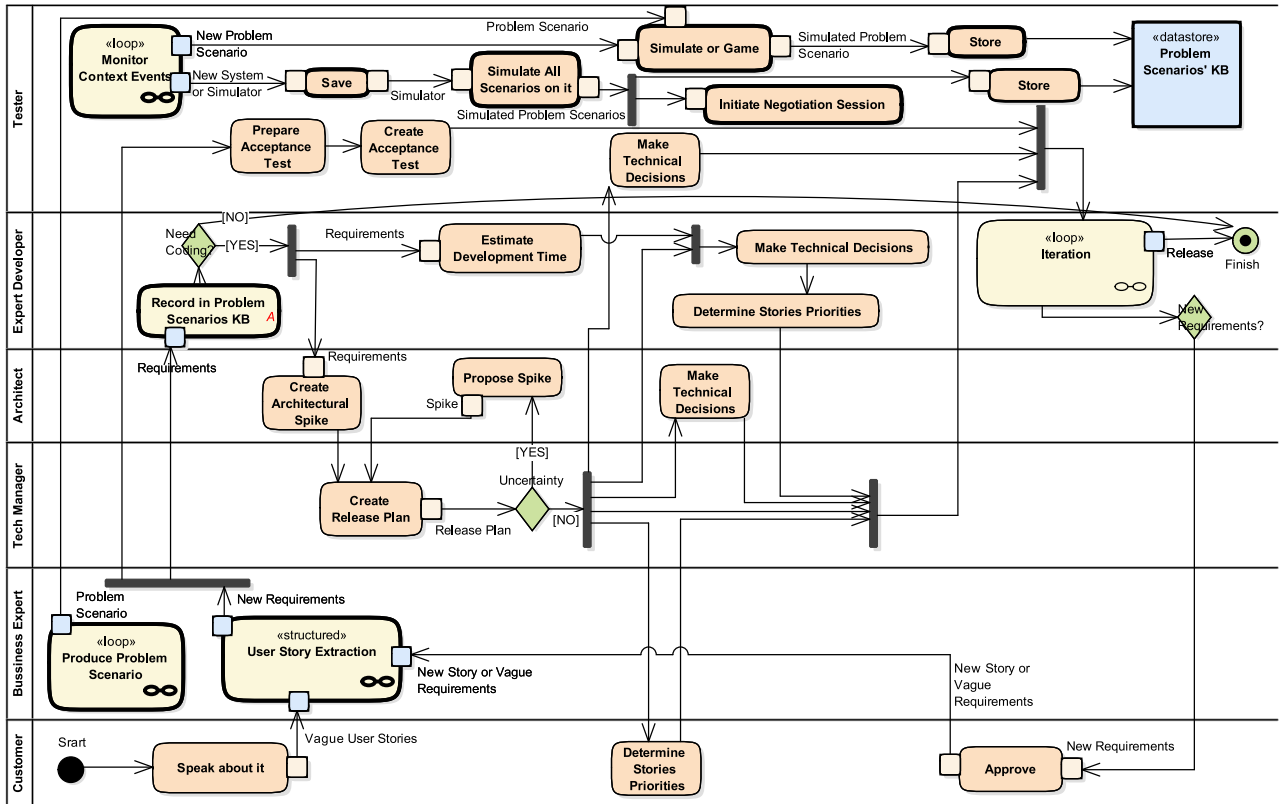 Tester
«loop»
Monitor
Context Events
New Problem
Scenario
New System
or Simulator
Problem Scenario
Simulate or Game
Simulated Problem
Scenario
Store
«datastore»
Problem
Scenarios' KB
Save
Simulator
Simulate All
Scenarios on it
Simulated Problem Scenarios
Initiate Negotiation Session
Store
Prepare
Acceptance
Test
Create
Acceptance
Test
Make
Technical
Decisions
Expert Developer
Need
Coding?
[NO]
[YES]
Requirements
Estimate
Development Time
Make Technical Decisions
Determine Stories Priorities
«loop»
Iteration
Release
Finish
New
Requirements?
Record in Problem
Scenarios KB
A
Requirements
Requirements
Architect
Create
Architectural
Spike
Propose Spike
Spike
Make
Technical
Decisions
Tech Manager
[YES]
Uncertainty
[NO]
Create
Release Plan
Release Plan
Bussiness Expert
Problem
Scenario
«loop»
Produce Problem
Scenario
New Requirements
«structured»
User Story Extraction
New Story or Vague
Requirements
New Story or
Vague
Requirements
Customer
Srart
Speak about it
Vague User Stories
Determine
Stories
Priorities
Approve
New Requirements